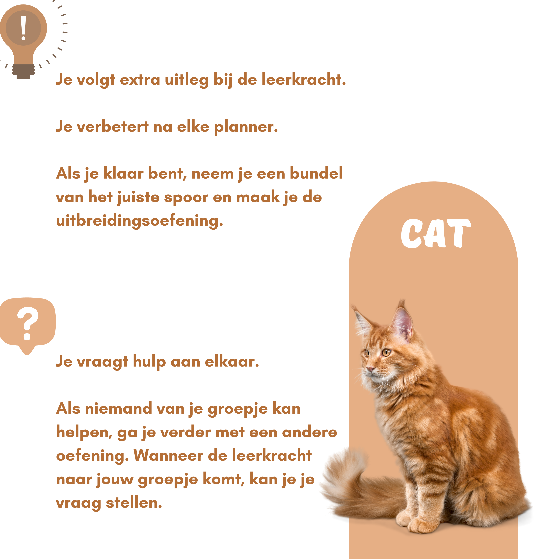 !
Je volgt extra uitleg bij de leerkracht.
Je verbetert na elke planner.
Als je klaar bent, neem je een bundel
van het juiste spoor en maak je de
uitbreidingsoefening.
CAT
?
Je vraagt hulp aan elkaar.
Als niemand van je groepje kan
helpen, ga je verder met een andere
oefening. Wanneer de leerkracht
naar jouw groepje komt, kan je je
vraag stellen.